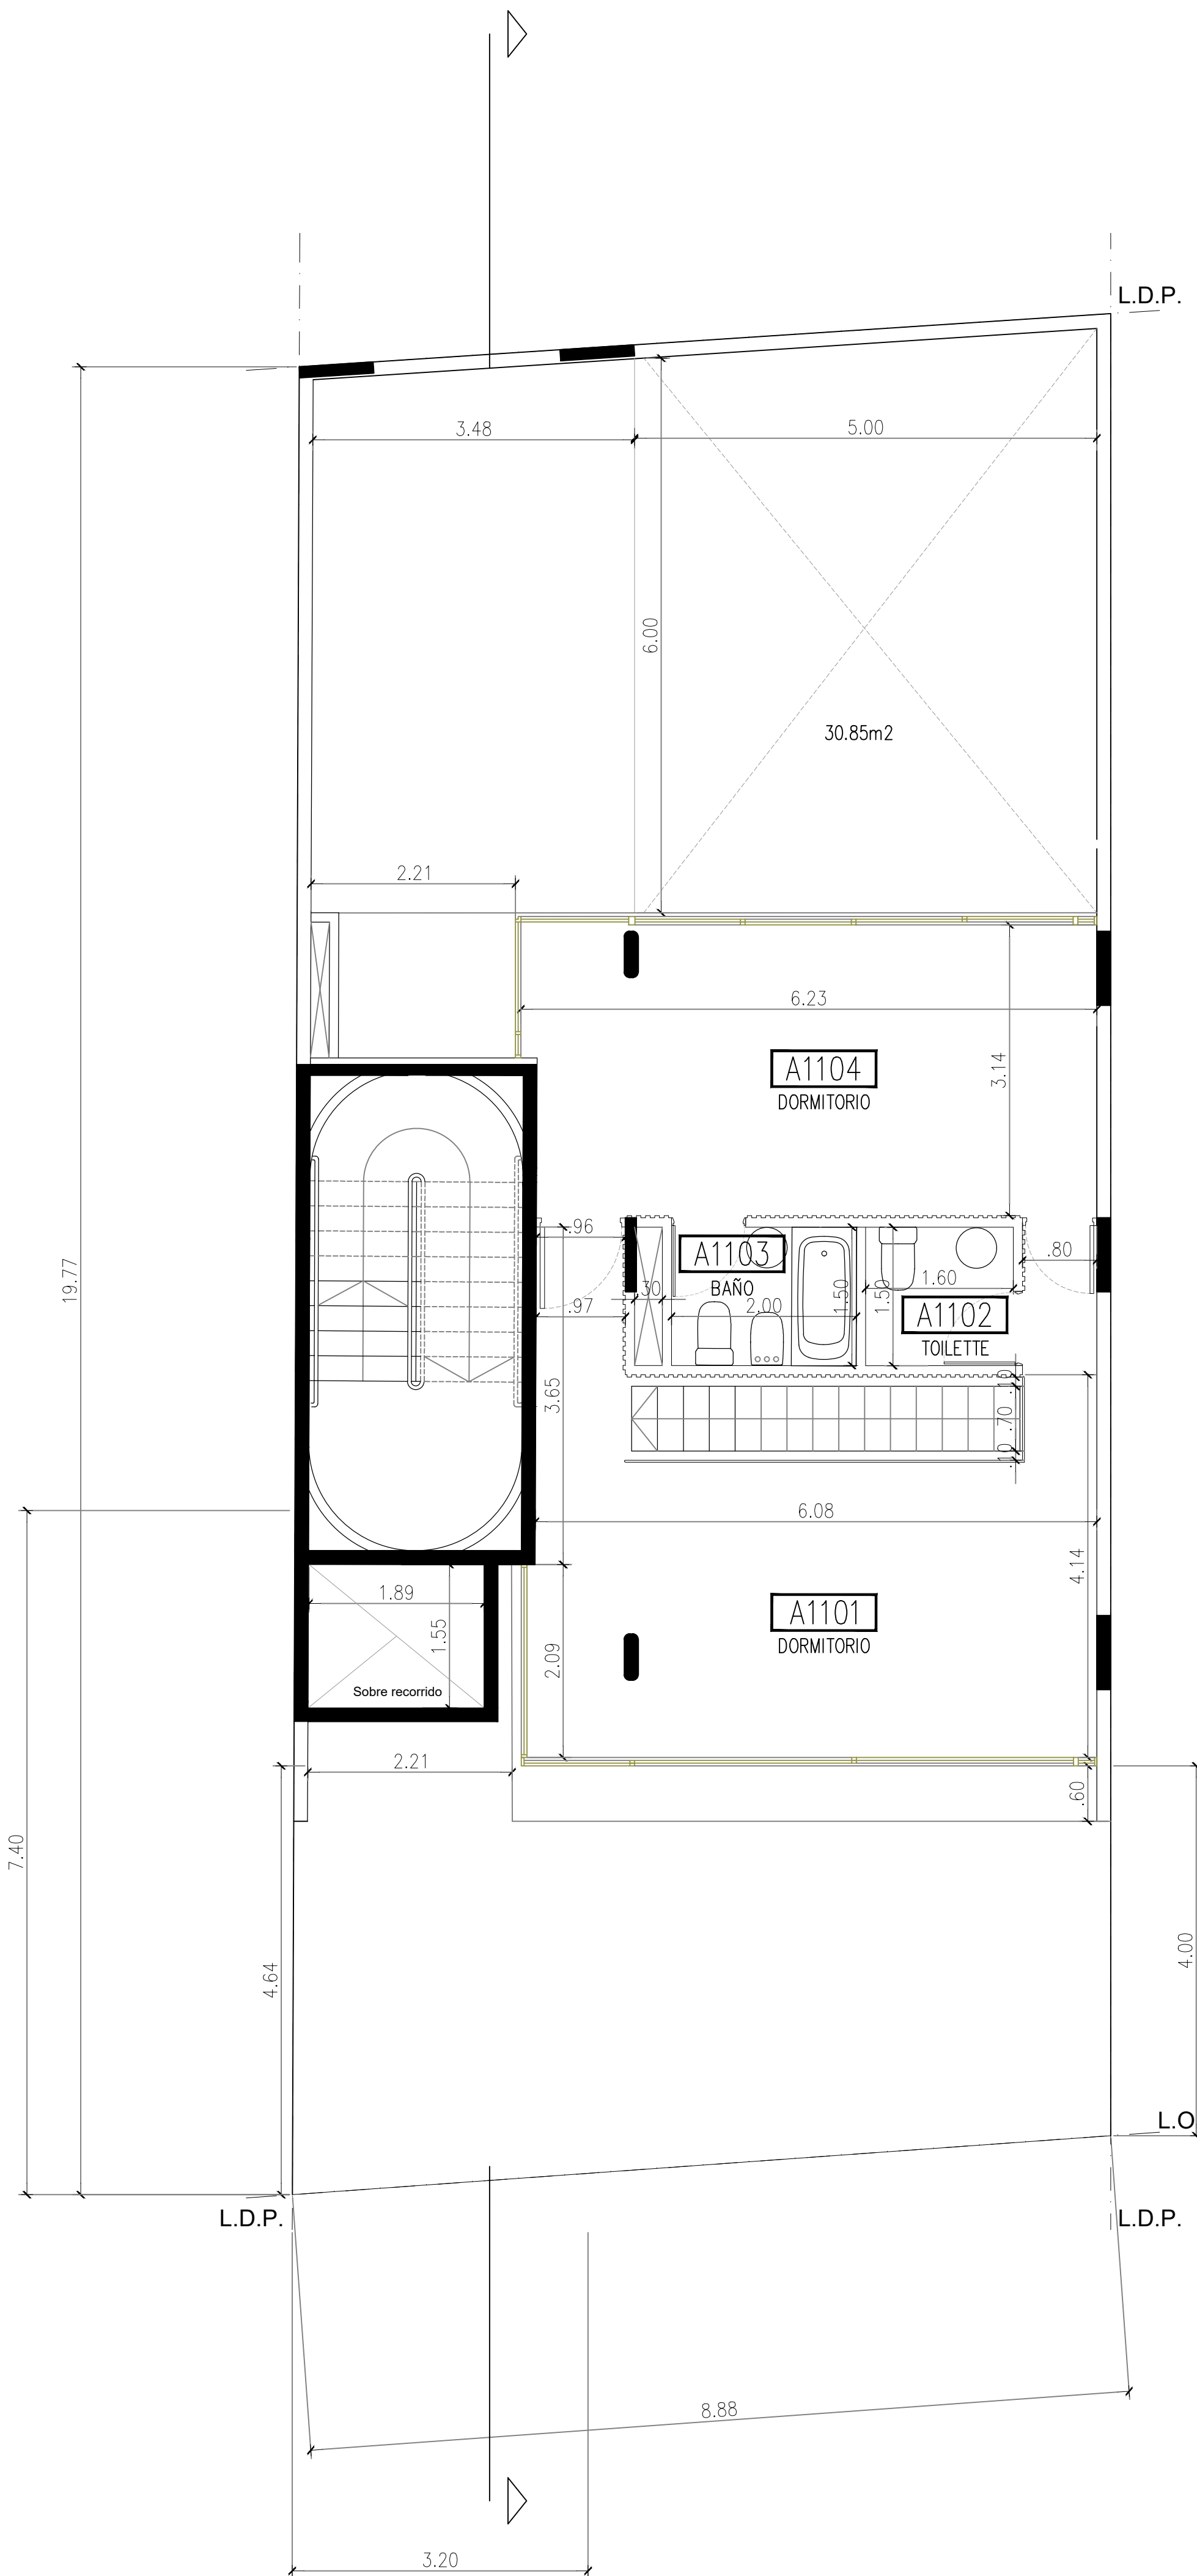 L.D.P.
3.48
5.00
6.00
30.85m2
2.21
6.23
A1104
DORMITORIO
3.14
19.77
.96
A1103
BAÑO
.80
.30
1.50
1.50
1.60
.97
2.00
A1102
TOILETTE
.10
3.65
.70
.10
6.08
4.14
1.89
1.55
A1101
DORMITORIO
2.09
Sobre recorrido
2.21
.60
7.40
4.64
4.00
L.O
L.D.P.
L.D.P.
8.88
3.20